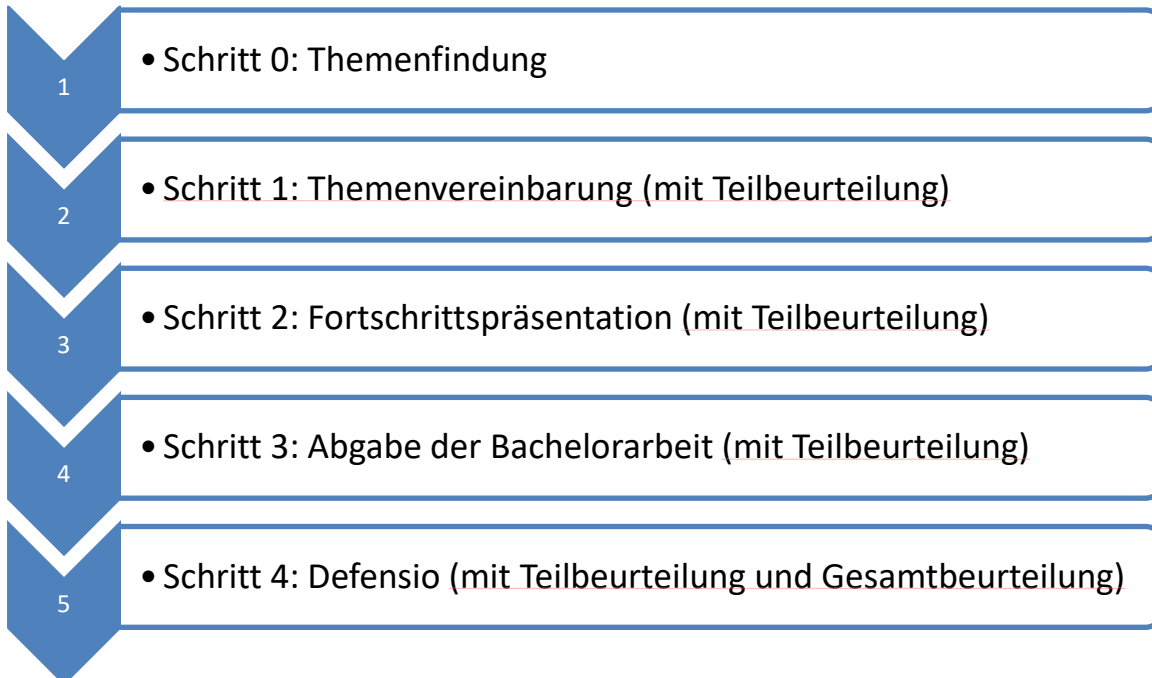 1
• Schritt 0: Themenfindung
2
• Schritt 1: Themenvereinbarung (mit Teilbeurteilung)
3
• Schritt 2: Fortschrittspräsentation (mit Teilbeurteilung)
4
• Schritt 3: Abgabe der Bachelorarbeit (mit Teilbeurteilung)
5
• Schritt 4: Defensio (mit Teilbeurteilung und Gesamtbeurteilung)